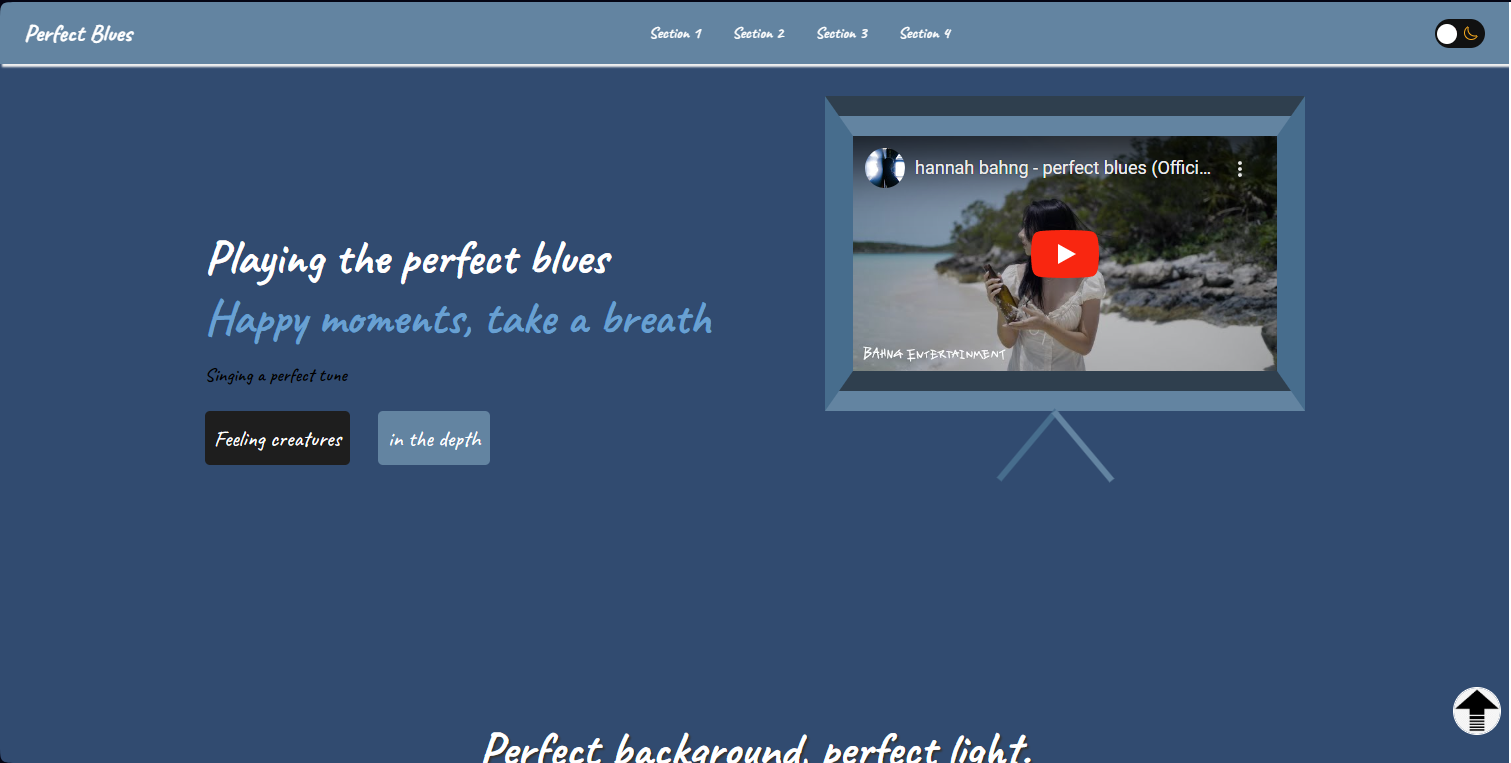 Perfect Blues
Section 1 Section 2 Section 3 Section 4
hannah bahng - perfect blues (Offici...
BAHNG ENTERTAINMENT
Playing the perfect blues
Happy moments, take a breath
Singing a perfect tune
Feeling creatures
in the depth
Perfect background, perfect light.